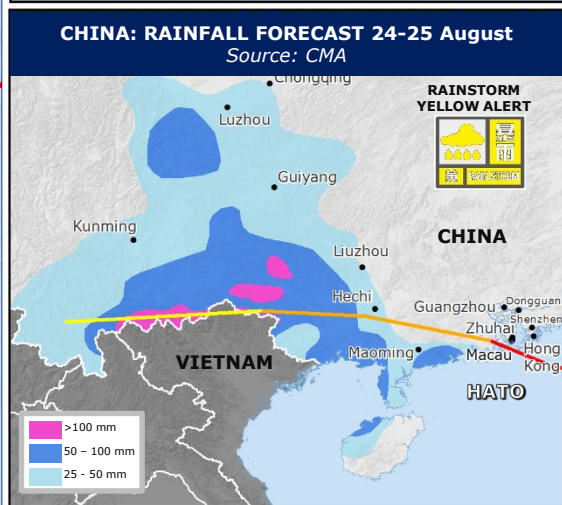 CHINA: RAINFALL FORECAST 24-25 August
Source: CMA
Chongqing
RAINSTORM
YELLOW ALERT
Luzhou
Guiyang
Kunming
CHINA
Liuzhou
Hechi
Guangzhou
Dongguan
Shenzhen
Zhuhai
Macau
Hong
Kong
Maoming
VIETNAM
HATO
>100 mm
50 – 100 mm
25 - 50 mm